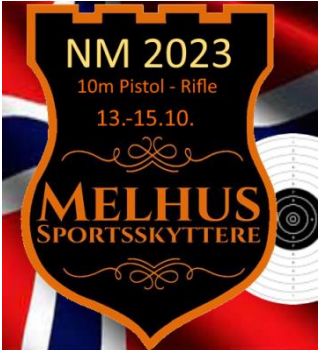 NM 2023
10m Pistol - Rifle
13.-15.10.
MELHUS
SPORTSSKYTTERE